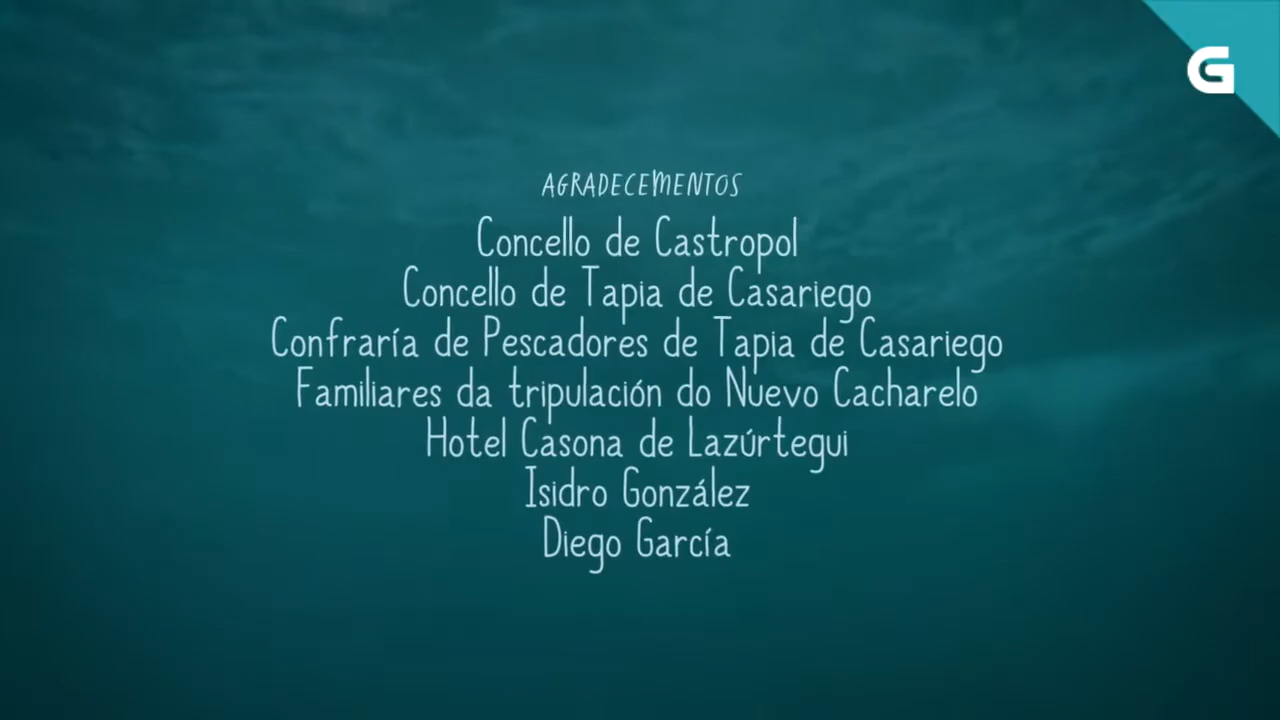 G
AGRADECEMENTOS
Concello de Castropol
Concello de Tapia de Casariego
Confraría de Pescadores de Tapia de Casariego
Familiares da tripulación do Nuevo Cacharelo
Hotel Casona de Lazúrtegui
Isidro González
Diego García